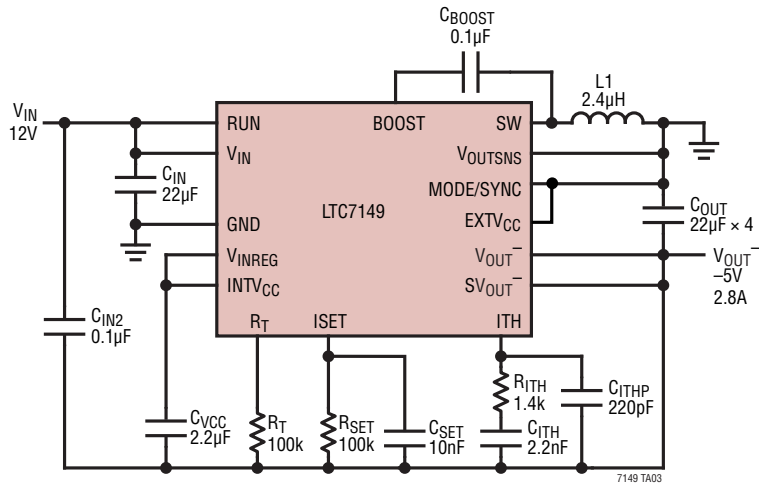 CBOOST
0.1µF
L1
2.4µH
VIN
12V
RUN
BOOST
SW
VIN
VOUTSNS
MODE/SYNC
CIN
22µF
LTC7149
EXTVCC
COUT
22µF × 4
GND
VINREG
VOUT–
VOUT–
–5V
2.8A
INTVCC
SVOUT–
CIN2
0.1µF
RT
ISET
ITH
RITH
1.4k
CITHP
220pF
CVCC
2.2µF
RT
100k
RSET
100k
CSET
10nF
CITH
2.2nF
7149 TA03